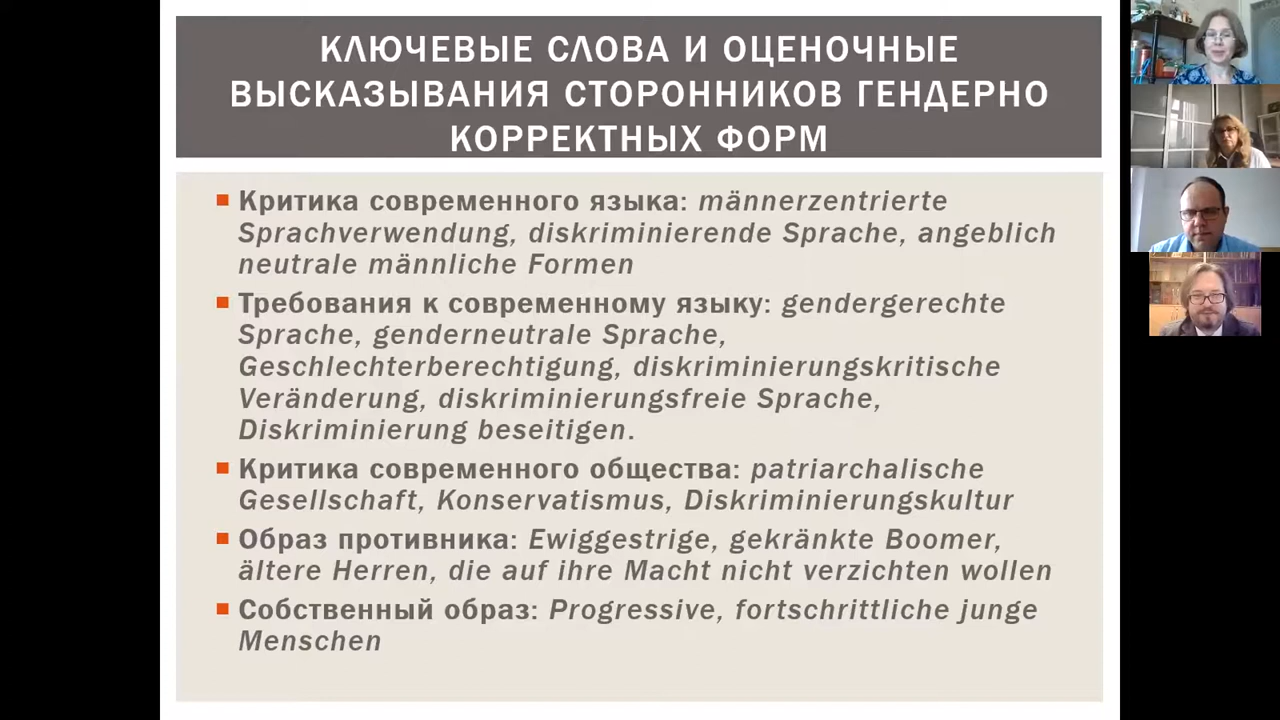 КЛЮЧЕВЫЕ СЛОВА И ОЦЕНОЧНЫЕ
ВЫСКАЗЫВАНИЯ СТОРОННИКОВ ГЕНДЕРНО
КОРРЕКТНЫХ ФОРМ
Критика современного языка: männerzentrierte
Sprachverwendung, diskriminierende Sprache, angeblich
neutrale männliche Formen
Требования к современному языку: gendergerechte
Sprache, genderneutrale Sprache,
Geschlechterberechtigung, diskriminierungskritische
Veränderung, diskriminierungsfreie Sprache,
Diskriminierung beseitigen.
Критика современного общества: patriarchalische
Gesellschaft, Konservatismus, Diskriminierungskultur
Образ противника: Ewiggestrige, gekränkte Boomer,
ältere Herren, die auf ihre Macht nicht verzichten wollen
Собственный образ: Progressive, fortschrittliche junge
Menschen